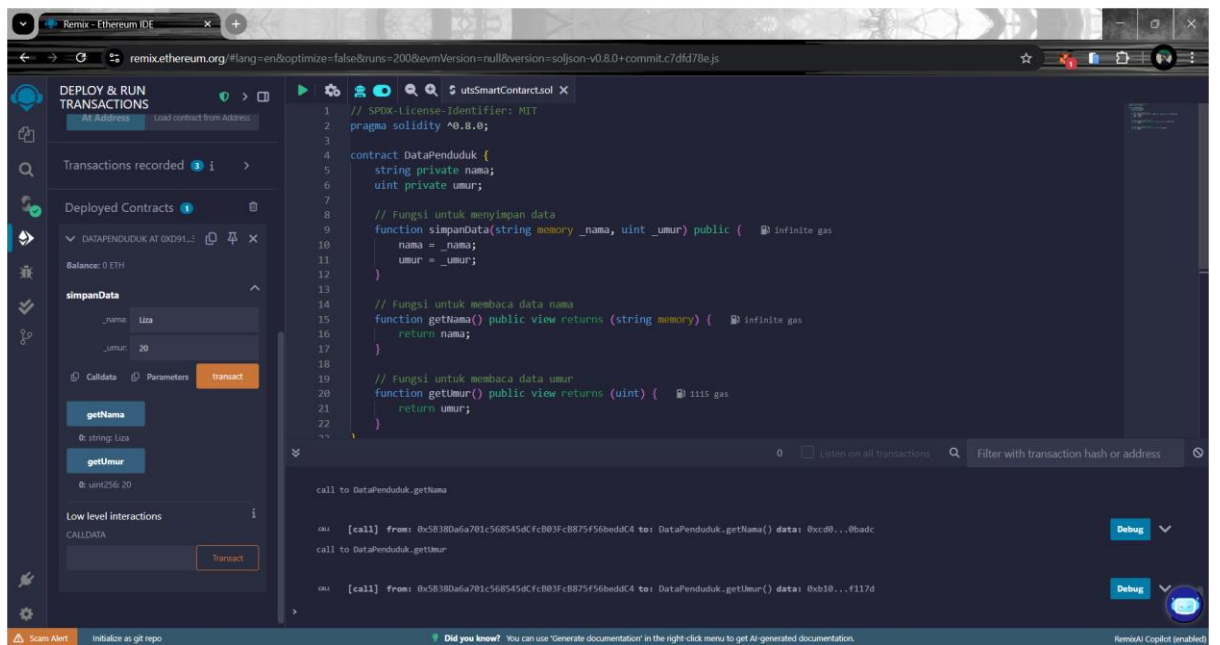 Remix - Ethereum IDE
remix.ethereum.org/#lang=en&optimize=false&runs=200&evmVersion=null&version=soljson-v0.8.0+commit.c7dfd78e.js
DEPLOY & RUN
TRANSACTIONS
At Address
Load contract from Address
Transactions recorded 3 i
Deployed Contracts 1
DATAPENDUDUK AT 0XD91...
Balance: 0 ETH
simpanData
_nama: Liza
_umur: 20
Calldata Parameters transact
getNama
0: string: Liza
getUmur
0: uint256: 20
Low level interactions i
CALLDATA
Transact
utsSmartContarct.sol
1 // SPDX-License-Identifier: MIT
2 pragma solidity ^0.8.0;
3
4 contract DataPenduduk {
5 string private nama;
6 uint private umur;
7
8 // Fungsi untuk menyimpan data
9 function simpanData(string memory _nama, uint _umur) public { infinite gas
10 nama = _nama;
11 umur = _umur;
12 }
13
14 // Fungsi untuk membaca data nama
15 function getNama() public view returns (string memory) { infinite gas
16 return nama;
17 }
18
19 // Fungsi untuk membaca data umur
20 function getUmur() public view returns (uint) { 1115 gas
21 return umur;
22 }
}
0 Listen on all transactions Filter with transaction hash or address
call to DataPenduduk.getNama
[call] from: 0x5B38Da6a701c568545dCfcB03FcB875f56beddC4 to: DataPenduduk.getNama() data: 0xcd0...0badc
Debug
call to DataPenduduk.getUmur
[call] from: 0x5B38Da6a701c568545dCfcB03FcB875f56beddC4 to: DataPenduduk.getUmur() data: 0xb10...f117d
Debug
>
Scam Alert Initialize as git repo Did you know? You can use 'Generate documentation' in the right-click menu to get AI-generated documentation. RemixAI Copilot (enabled)